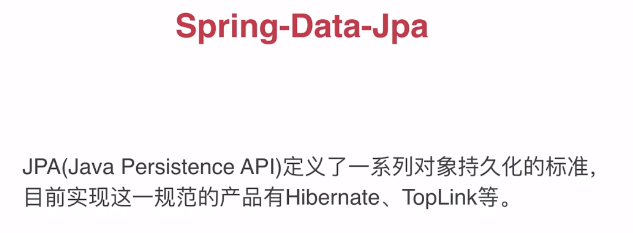 Spring-Data-Jpa
JPA(Java Persistence API)定义了一系列对象持久化的标准，
目前实现这一规范的产品有Hibernate、TopLink等。